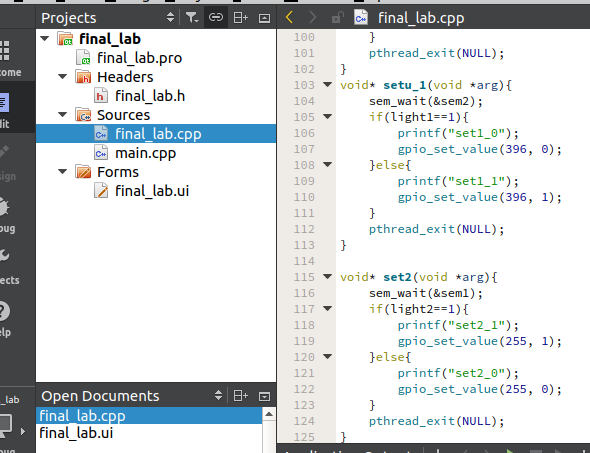 Projects
final_lab.cpp
final_lab
final_lab.pro
Headers
final_lab.h
Sources
final_lab.cpp
main.cpp
Forms
final_lab.ui
come
dit
sign
bug
ects
elp
_lab
bug
Open Documents
final_lab.cpp
final_lab.ui
100 }
101 pthread_exit(NULL);
102 }
103 void* setu_1(void *arg){
104 sem_wait(&sem2);
105 if(light1==1){
106 printf("set1_0");
107 gpio_set_value(396, 0);
108 }else{
109 printf("set1_1");
110 gpio_set_value(396, 1);
111 }
112 pthread_exit(NULL);
113 }
114
115 void* set2(void *arg){
116 sem_wait(&sem1);
117 if(light2==1){
118 printf("set2_1");
119 gpio_set_value(255, 1);
120 }else{
121 printf("set2_0");
122 gpio_set_value(255, 0);
123 }
124 pthread_exit(NULL);
125 }